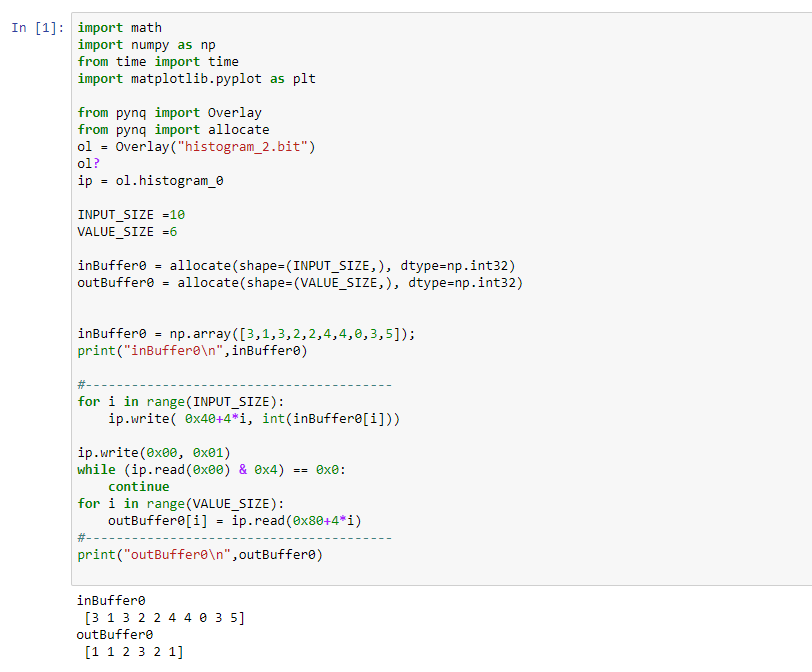 In [1]: import math
import numpy as np
from time import time
import matplotlib.pyplot as plt

from pynq import Overlay
from pynq import allocate
ol = Overlay("histogram_2.bit")
ol?
ip = ol.histogram_0

INPUT_SIZE =10
VALUE_SIZE =6

inBuffer0 = allocate(shape=(INPUT_SIZE,), dtype=np.int32)
outBuffer0 = allocate(shape=(VALUE_SIZE,), dtype=np.int32)


inBuffer0 = np.array([3,1,3,2,2,4,4,0,3,5]);
print("inBuffer0\n",inBuffer0)

#----------------------------------------
for i in range(INPUT_SIZE):
    ip.write( 0x40+4*i, int(inBuffer0[i]))

ip.write(0x00, 0x01)
while (ip.read(0x00) & 0x4) == 0x0:
    continue
for i in range(VALUE_SIZE):
    outBuffer0[i] = ip.read(0x80+4*i)
#----------------------------------------
print("outBuffer0\n",outBuffer0)

inBuffer0
 [3 1 3 2 2 4 4 0 3 5]
outBuffer0
 [1 1 2 3 2 1]